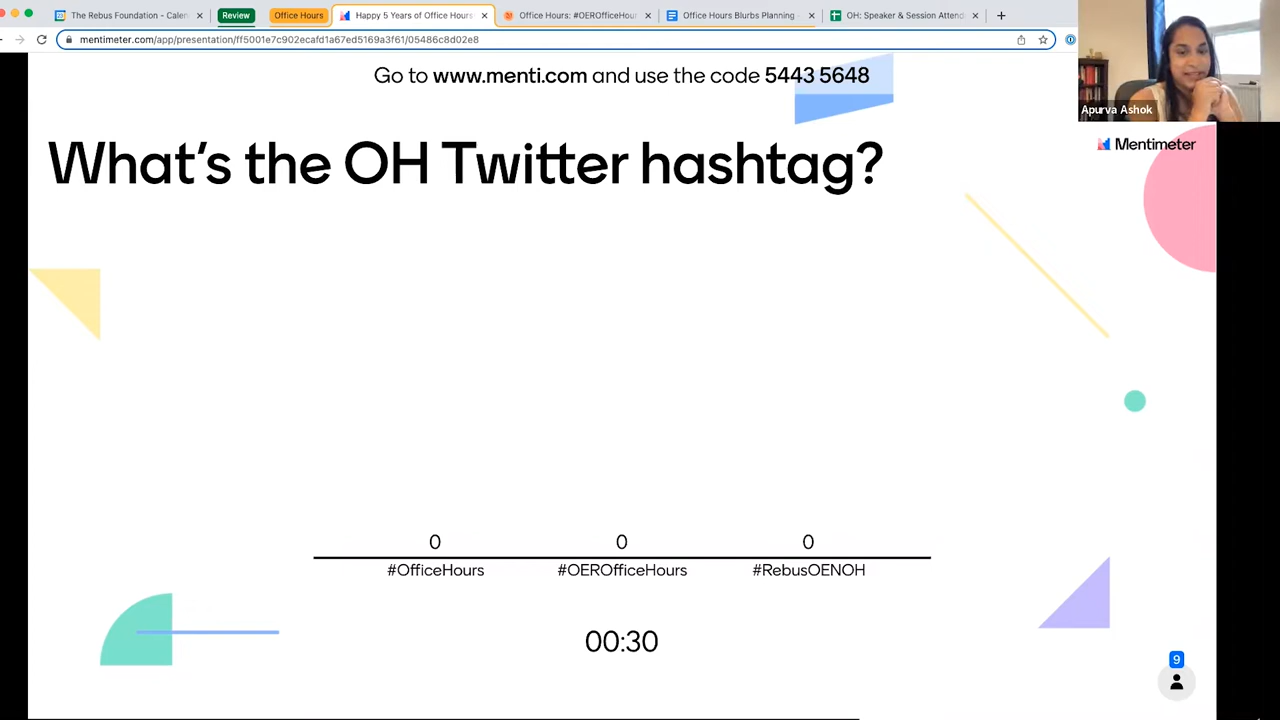 The Rebus Foundation - Calen
Review
Office Hours
Happy 5 Years of Office Hours
Office Hours: #OEROfficeHou
Office Hours Blurbs Planning -
OH: Speaker & Session Attend
mentimeter.com/app/presentation/ff5001e7c902ecafd1a67ed5169a3f61/05486c8d02e8
Go to www.menti.com and use the code 5443 5648
Apurva Ashok
Mentimeter
What's the OH Twitter hashtag?
0 0 0
#OfficeHours #OEROfficeHours #RebusOENOH
00:30
9